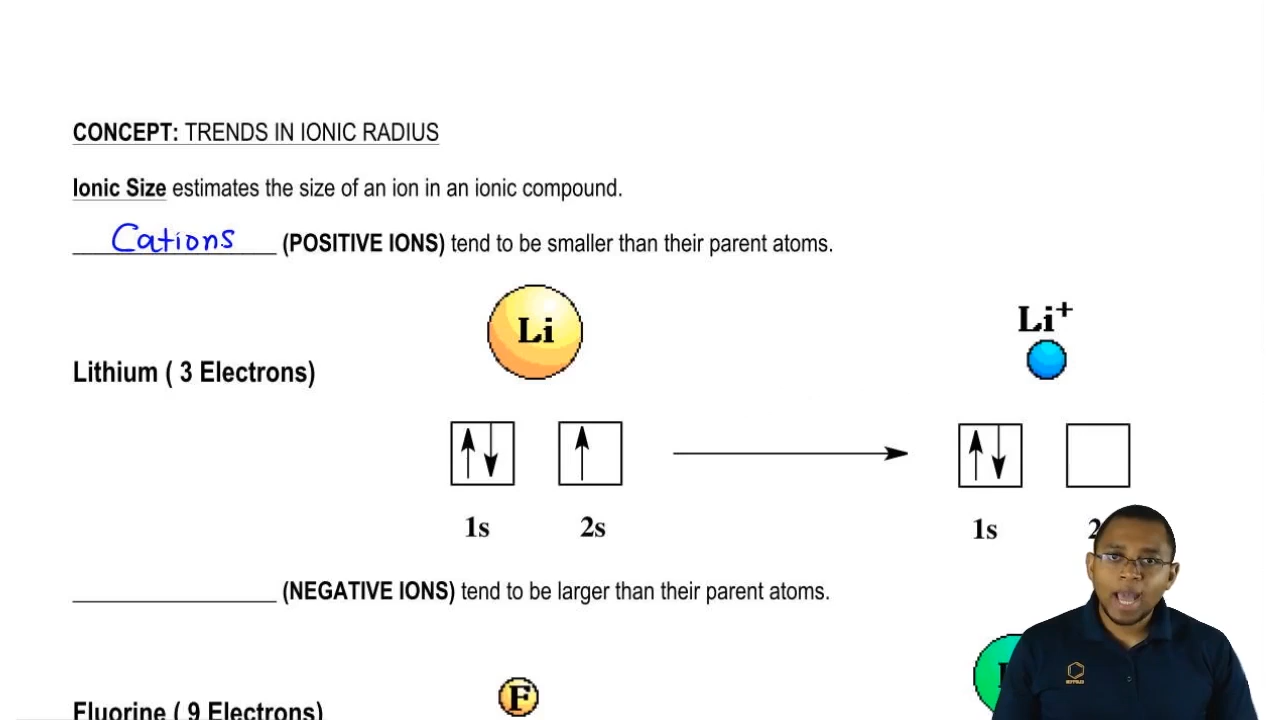 CONCEPT: TRENDS IN IONIC RADIUS
Ionic Size estimates the size of an ion in an ionic compound.
Cations (POSITIVE IONS) tend to be smaller than their parent atoms.
Li
Li+
Lithium ( 3 Electrons)
1s 2s
1s 2
(NEGATIVE IONS) tend to be larger than their parent atoms.
F
Fluorine ( 9 Electrons)